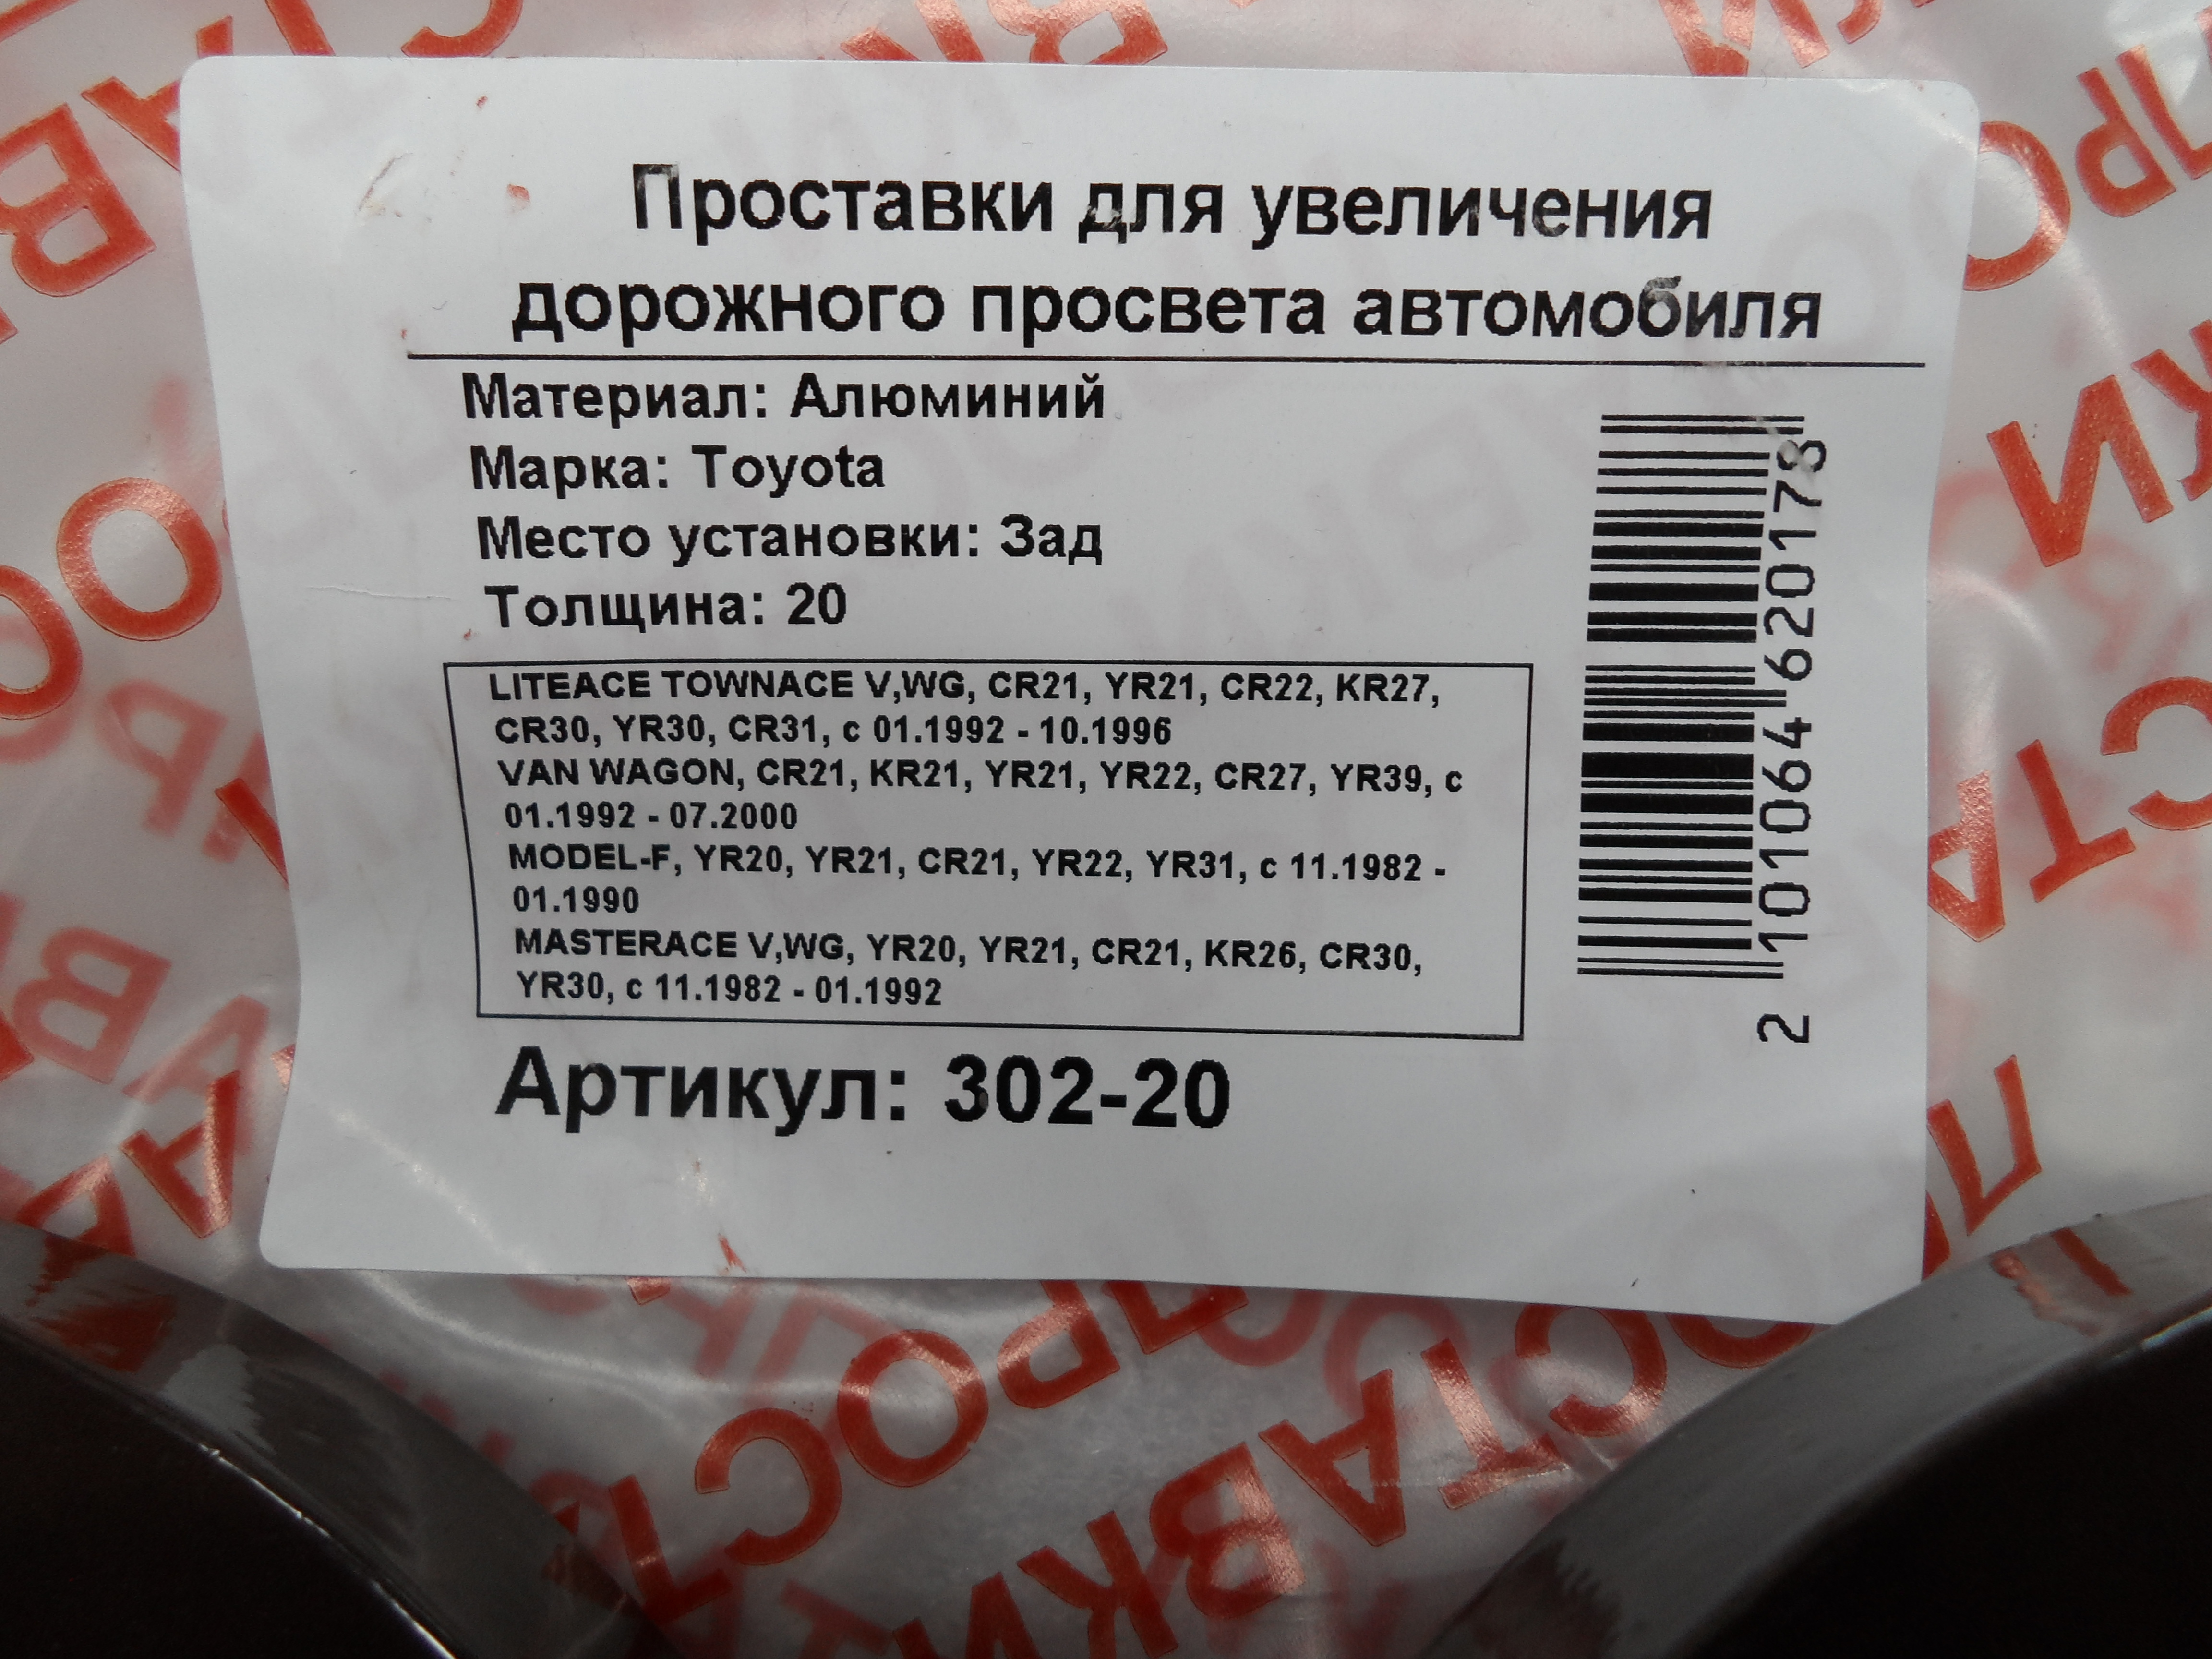 Проставки для увеличения
дорожного просвета автомобиля
Материал: Алюминий
Марка: Toyota
Место установки: Зад
Толщина: 20
LITEACE TOWNACE V,WG, CR21, YR21, CR22, KR27,
CR30, YR30, CR31, с 01.1992 - 10.1996
VAN WAGON, CR21, KR21, YR21, YR22, CR27, YR39, с
01.1992 - 07.2000
MODEL-F, YR20, YR21, CR21, YR22, YR31, с 11.1982 -
01.1990
MASTERACE V,WG, YR20, YR21, CR21, KR26, CR30,
YR30, с 11.1982 - 01.1992
Артикул: 302-20
2 101064 620178
ПРОСТАВКИ